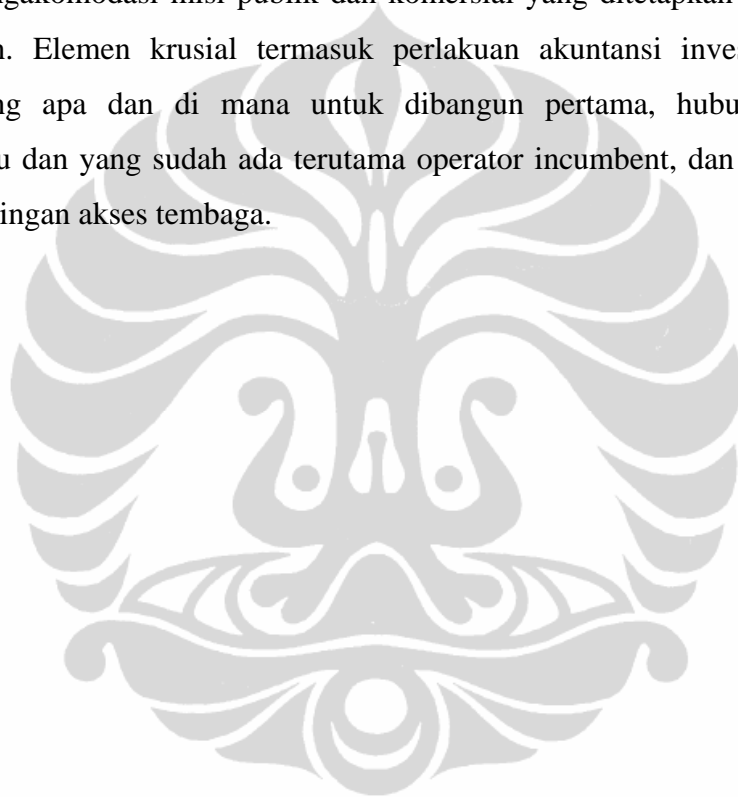 gakomodasi misi publik dan komersial yang ditetapkan
n. Elemen krusial termasuk perlakuan akuntansi inves
ng apa dan di mana untuk dibangun pertama, hubu
u dan yang sudah ada terutama operator incumbent, dan
ingan akses tembaga.